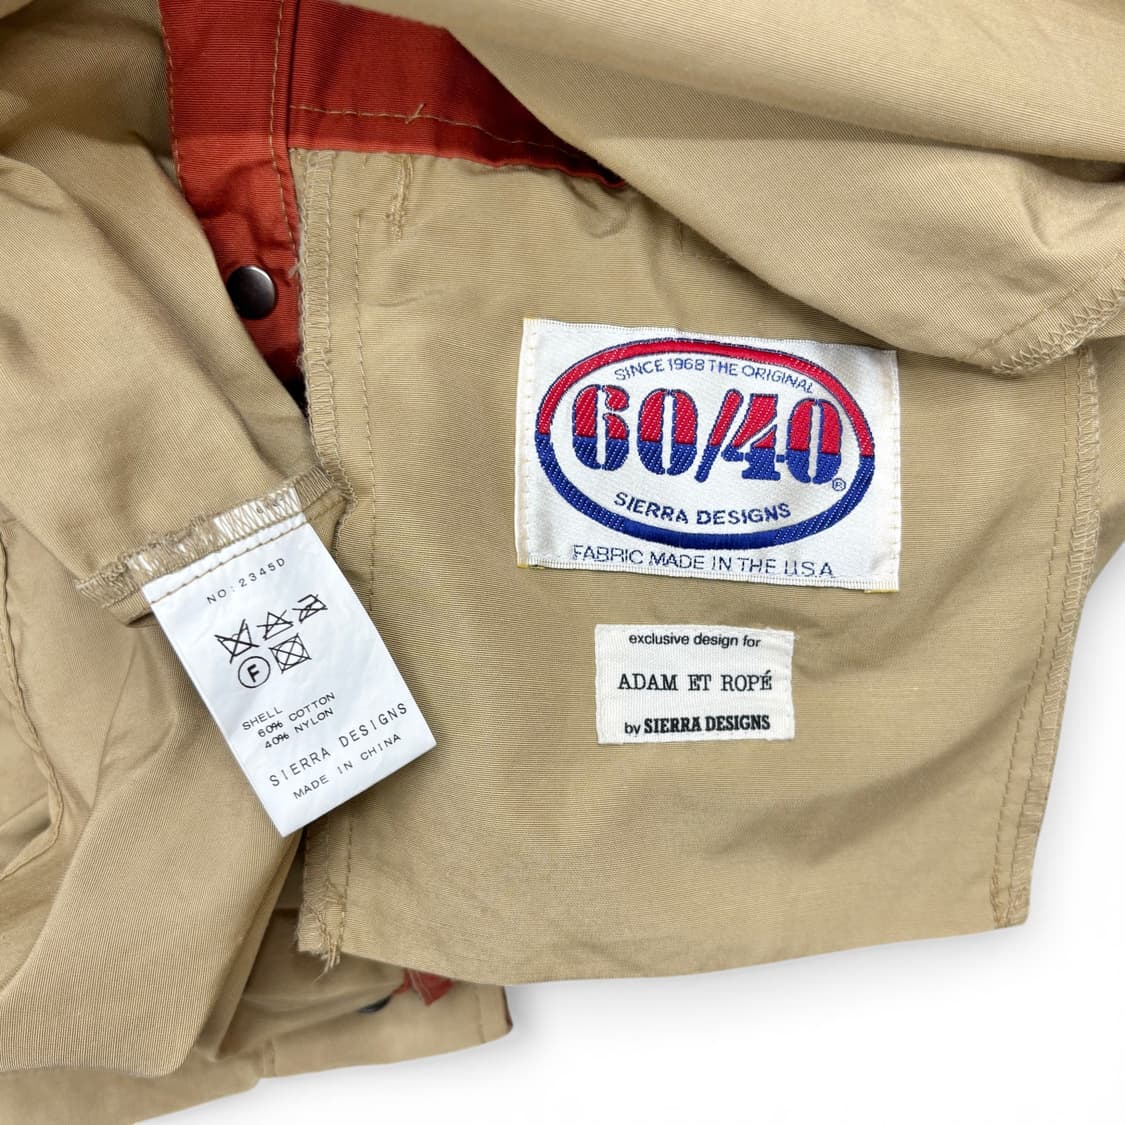 SINCE 1968 THE ORIGINAL
60/40®
SIERRA DESIGNS
FABRIC MADE IN THE U.S.A
exclusive design for
ADAM ET ROPÉ
by SIERRA DESIGNS
NO:2345D
F
SHELL
60% COTTON
40% NYLON
SIERRA DESIGNS
MADE IN CHINA